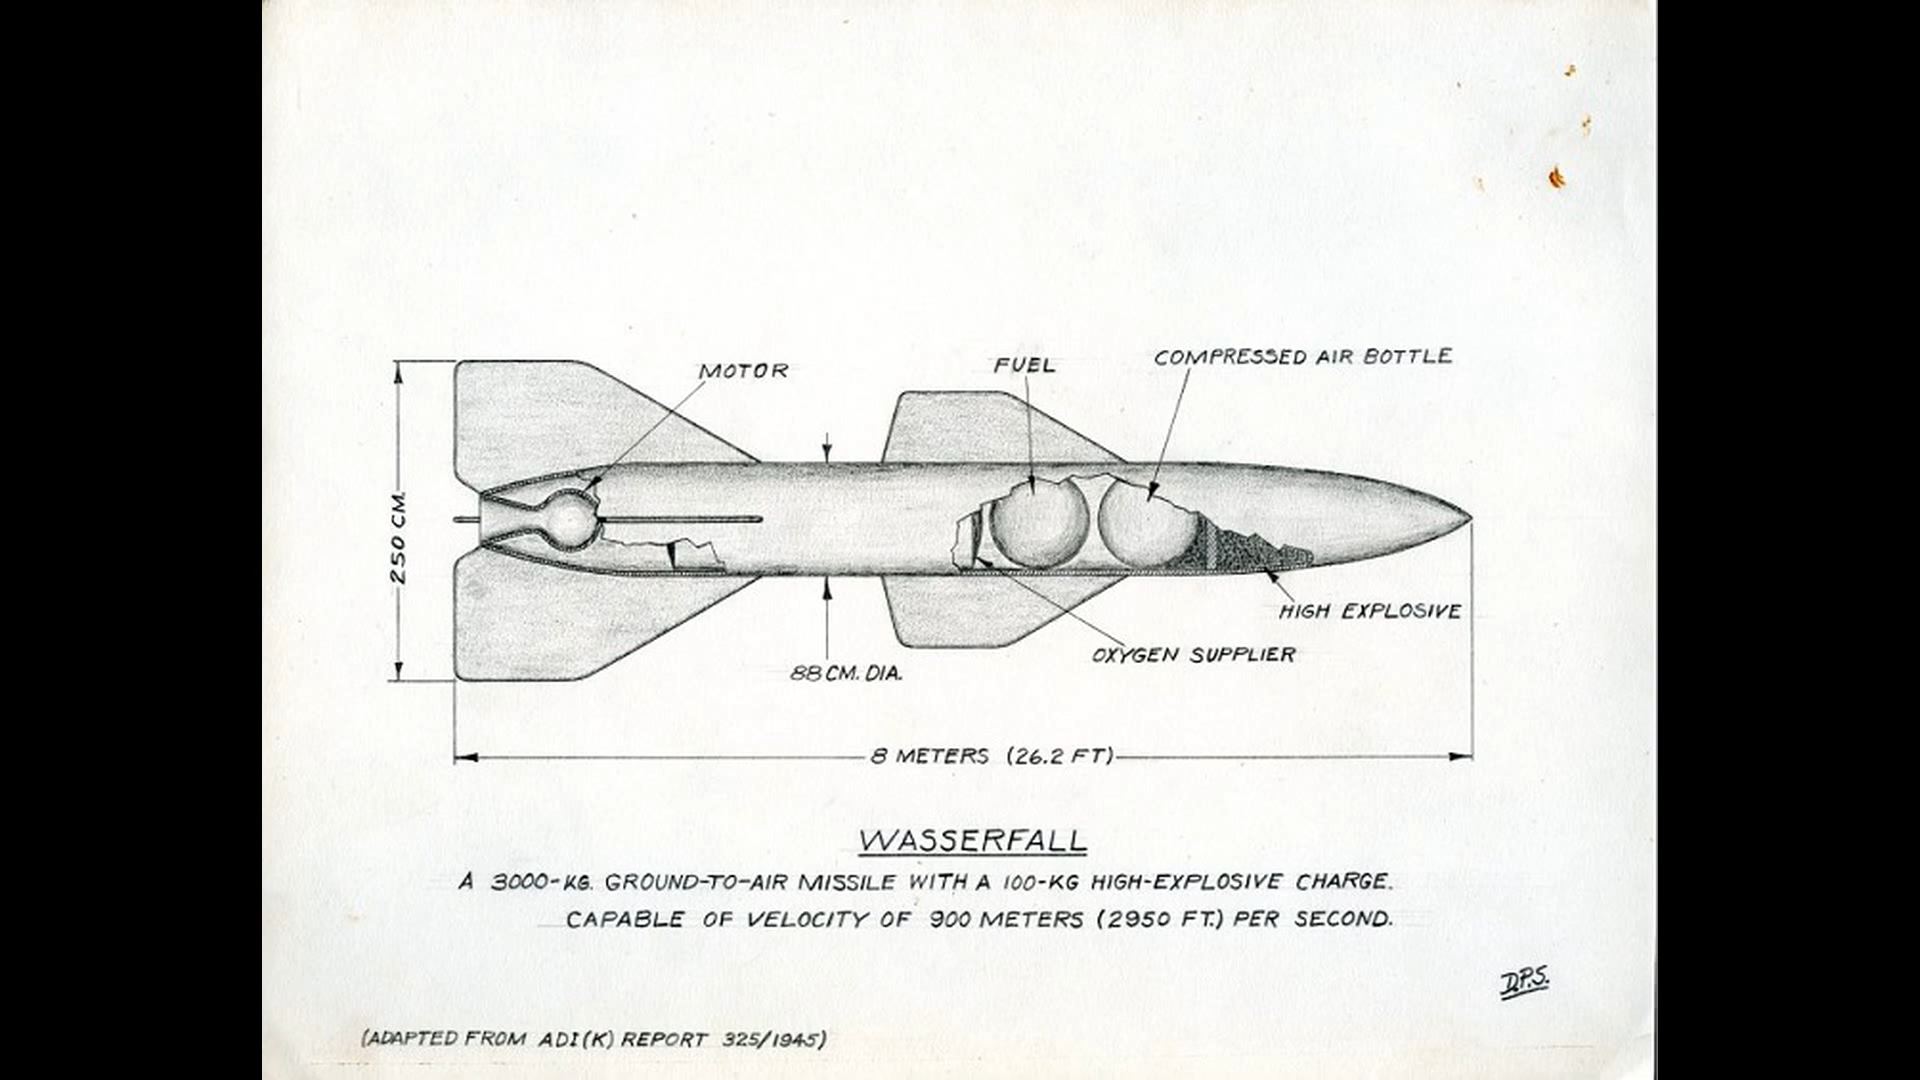 MOTOR
FUEL
COMPRESSED AIR BOTTLE
250 CM.
HIGH EXPLOSIVE
OXYGEN SUPPLIER
88 CM. DIA.
8 METERS (26.2 FT)
WASSERFALL
A 3000-KG. GROUND-TO-AIR MISSILE WITH A 100-KG HIGH-EXPLOSIVE CHARGE.
CAPABLE OF VELOCITY OF 900 METERS (2950 FT.) PER SECOND.
D.P.S.
(ADAPTED FROM ADI(K) REPORT 325/1945)